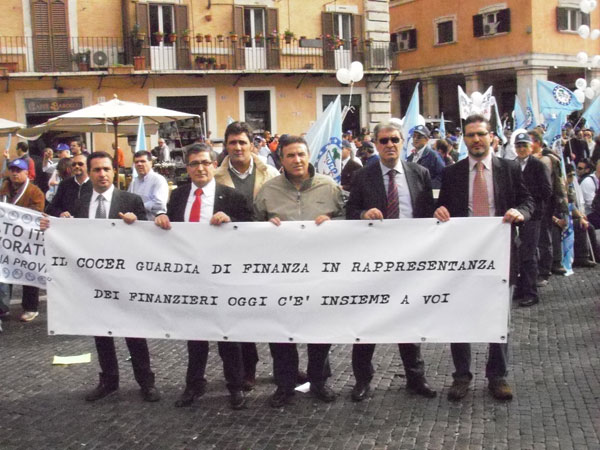 IL COCER GUARDIA DI FINANZA IN RAPPRESENTANZA
DEI FINANZIERI OGGI C'E' INSIEME A VOI